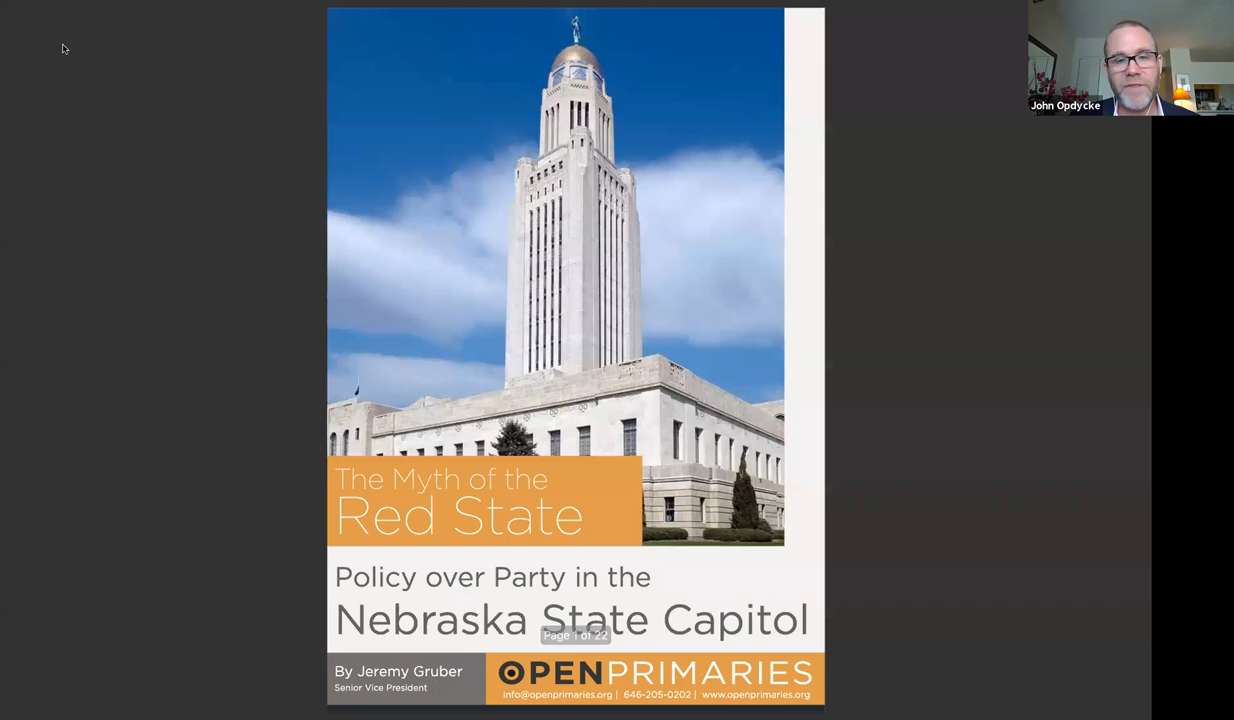 John Opdycke
The Myth of the
Red State
Policy over Party in the
Nebraska State Capitol
Page 1 of 22
By Jeremy Gruber
Senior Vice President
OPENPRIMARIES
info@openprimaries.org | 646-205-0202 | www.openprimaries.org